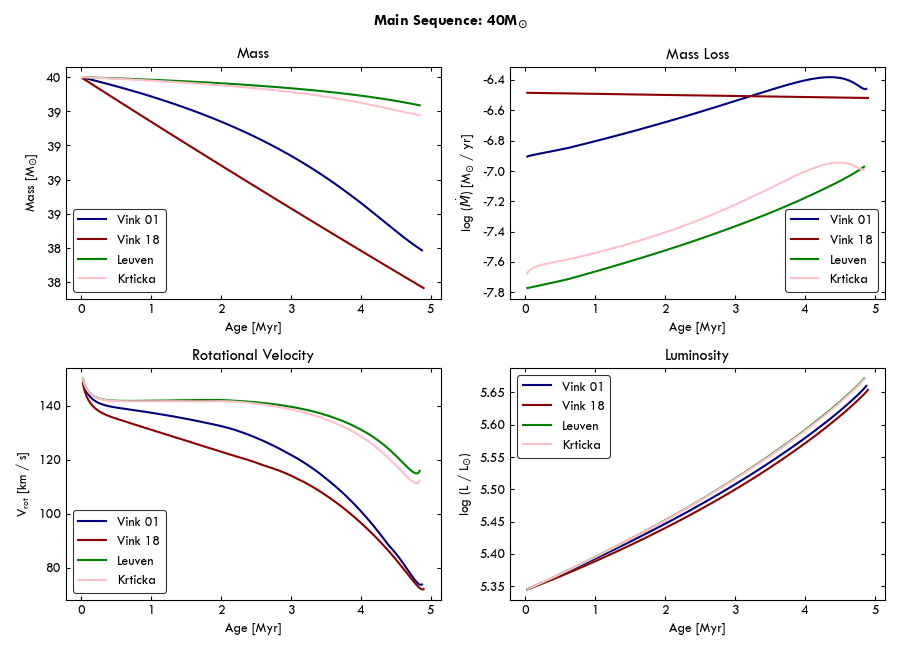 Main Sequence: 40M☉
Mass
40
39
39
39
39
38
38
Mass [M☉]
Vink 01
Vink 18
Leuven
Krticka
0 1 2 3 4 5
Age [Myr]
Mass Loss
-6.4
-6.6
-6.8
-7.0
-7.2
-7.4
-7.6
-7.8
log (Ṁ) [M☉ / yr]
Vink 01
Vink 18
Leuven
Krticka
0 1 2 3 4 5
Age [Myr]
Rotational Velocity
140
120
100
80
Vrot [km / s]
Vink 01
Vink 18
Leuven
Krticka
0 1 2 3 4 5
Age [Myr]
Luminosity
5.65
5.60
5.55
5.50
5.45
5.40
5.35
log (L / L☉)
Vink 01
Vink 18
Leuven
Krticka
0 1 2 3 4 5
Age [Myr]